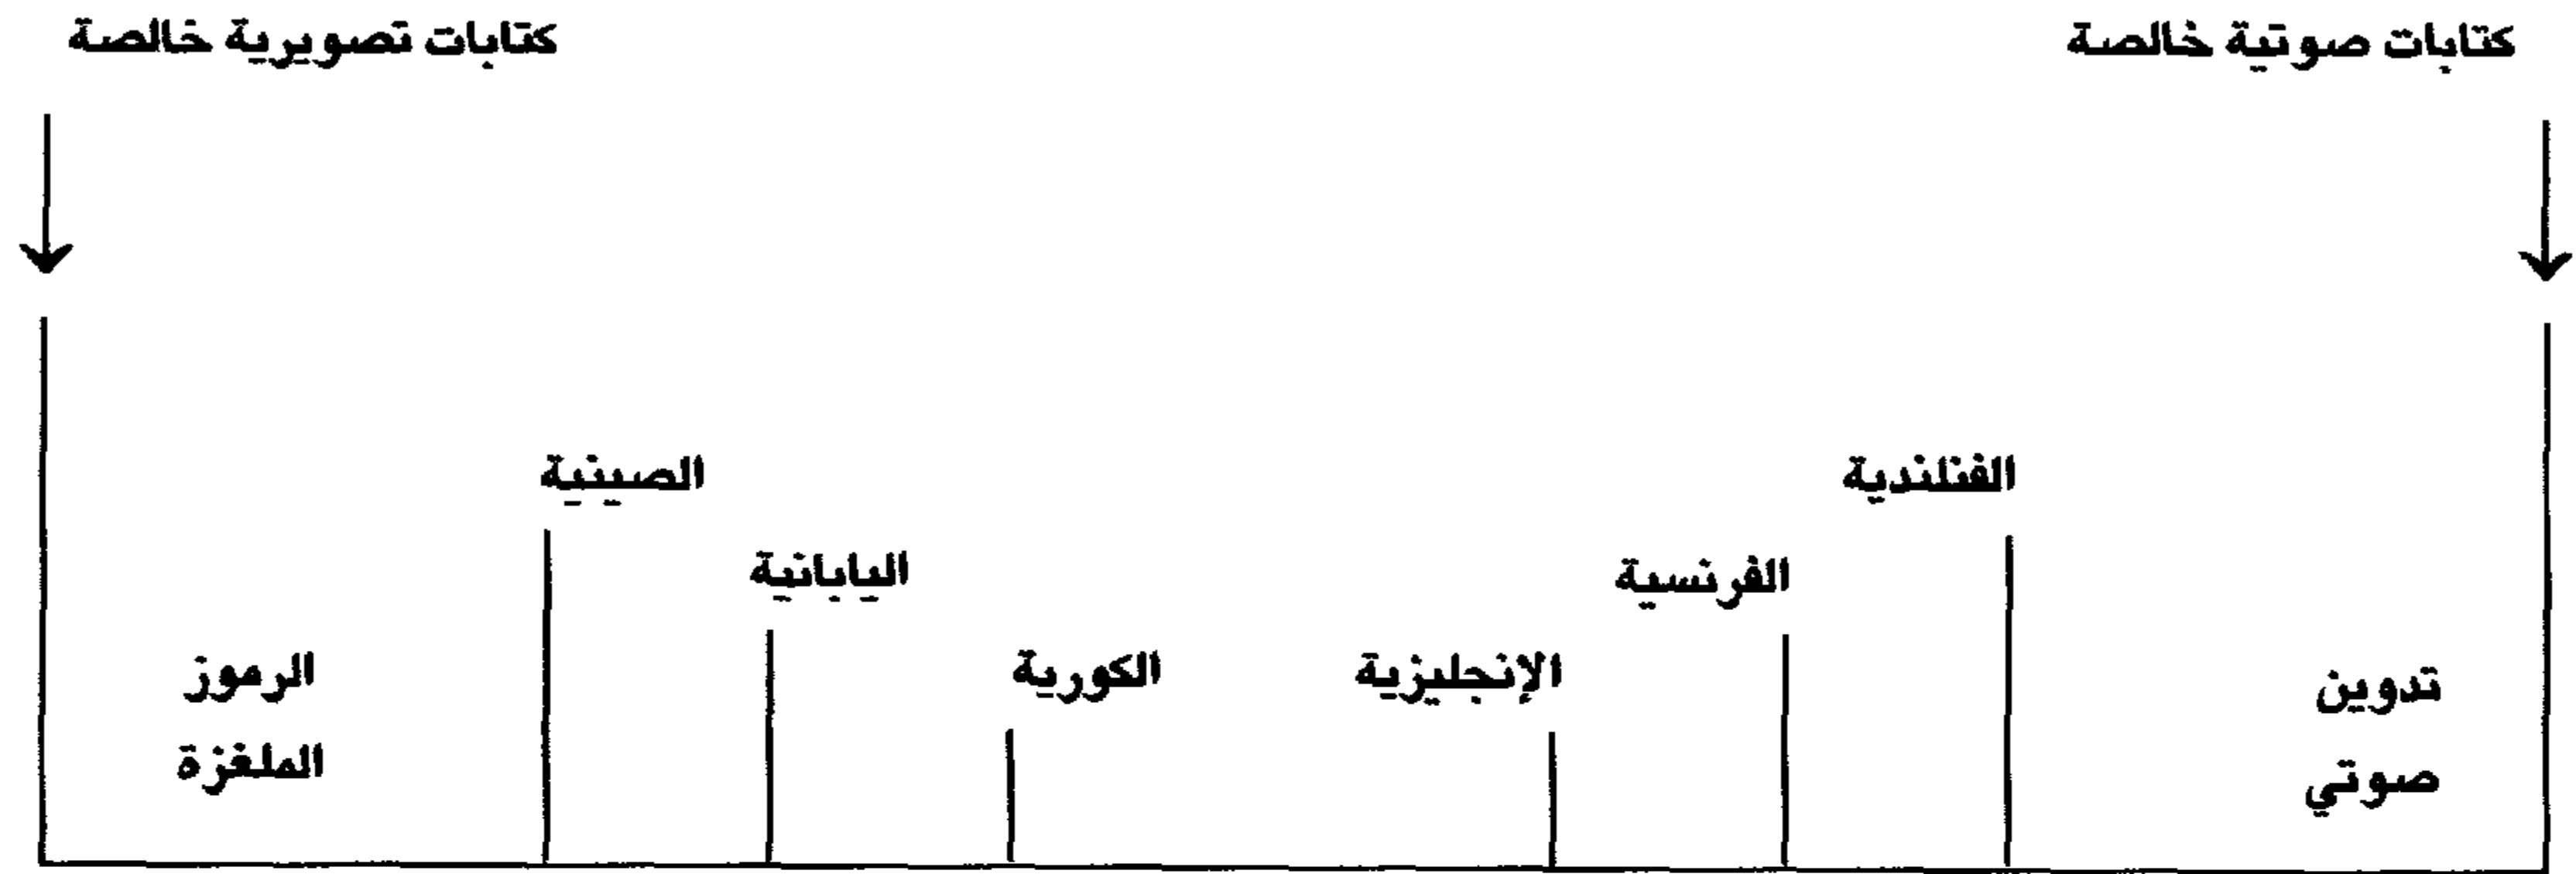 كتابات صوتية خالصة
كتابات تصويرية خالصة
الفنلندية
الصينية
الفرنسية
اليابانية
الإنجليزية
الكورية
تدوين
صوتي
الرموز
الملغزة